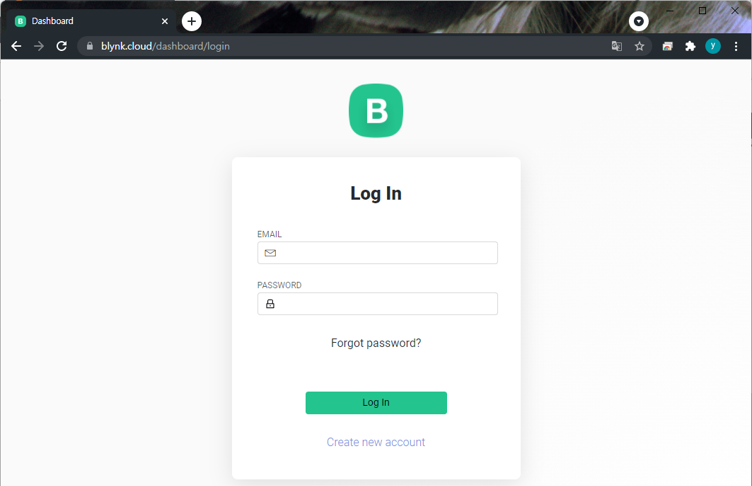 B Dashboard
blynk.cloud/dashboard/login
y
B
Log In
EMAIL
PASSWORD
Forgot password?
Log In
Create new account